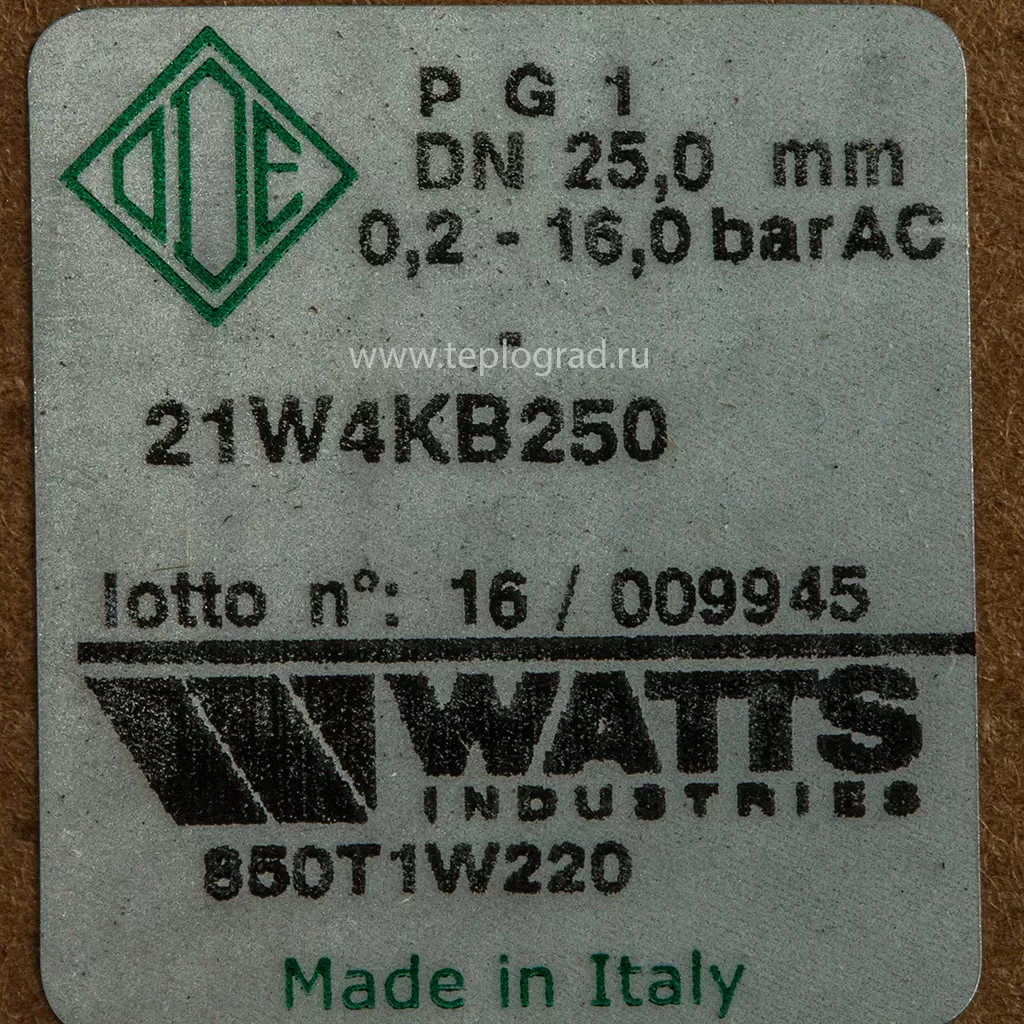 ODE
P G 1
DN 25,0 mm
0,2 - 16,0 bar AC
-
www.teplograd.ru
21W4KB250
lotto n°: 16 / 009945
WATTS
INDUSTRIES
850T1W220
Made in Italy